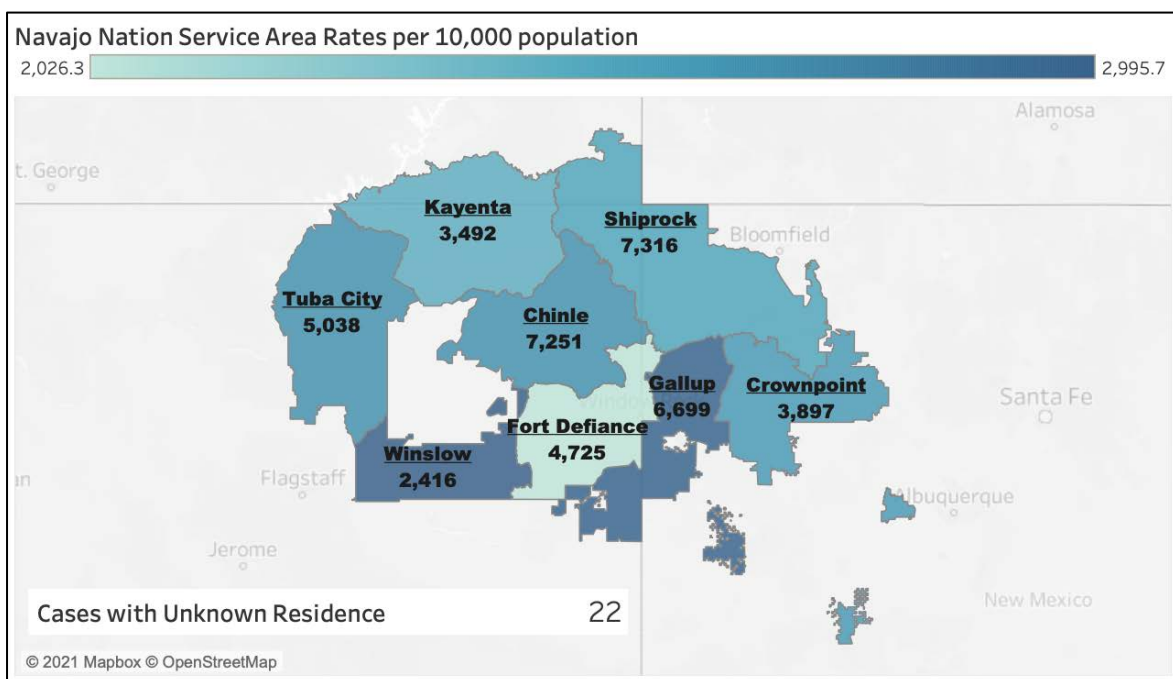 Navajo Nation Service Area Rates per 10,000 population
2,026.3
2,995.7
Alamosa
t. George
Kayenta
3,492
Shiprock
7,316
Bloomfield
Tuba City
5,038
Chinle
7,251
Gallup
6,699
Crownpoint
3,897
Santa Fe
Fort Defiance
4,725
Winslow
2,416
Flagstaff
an
Albuquerque
Jerome
New Mexico
Cases with Unknown Residence 22
© 2021 Mapbox © OpenStreetMap